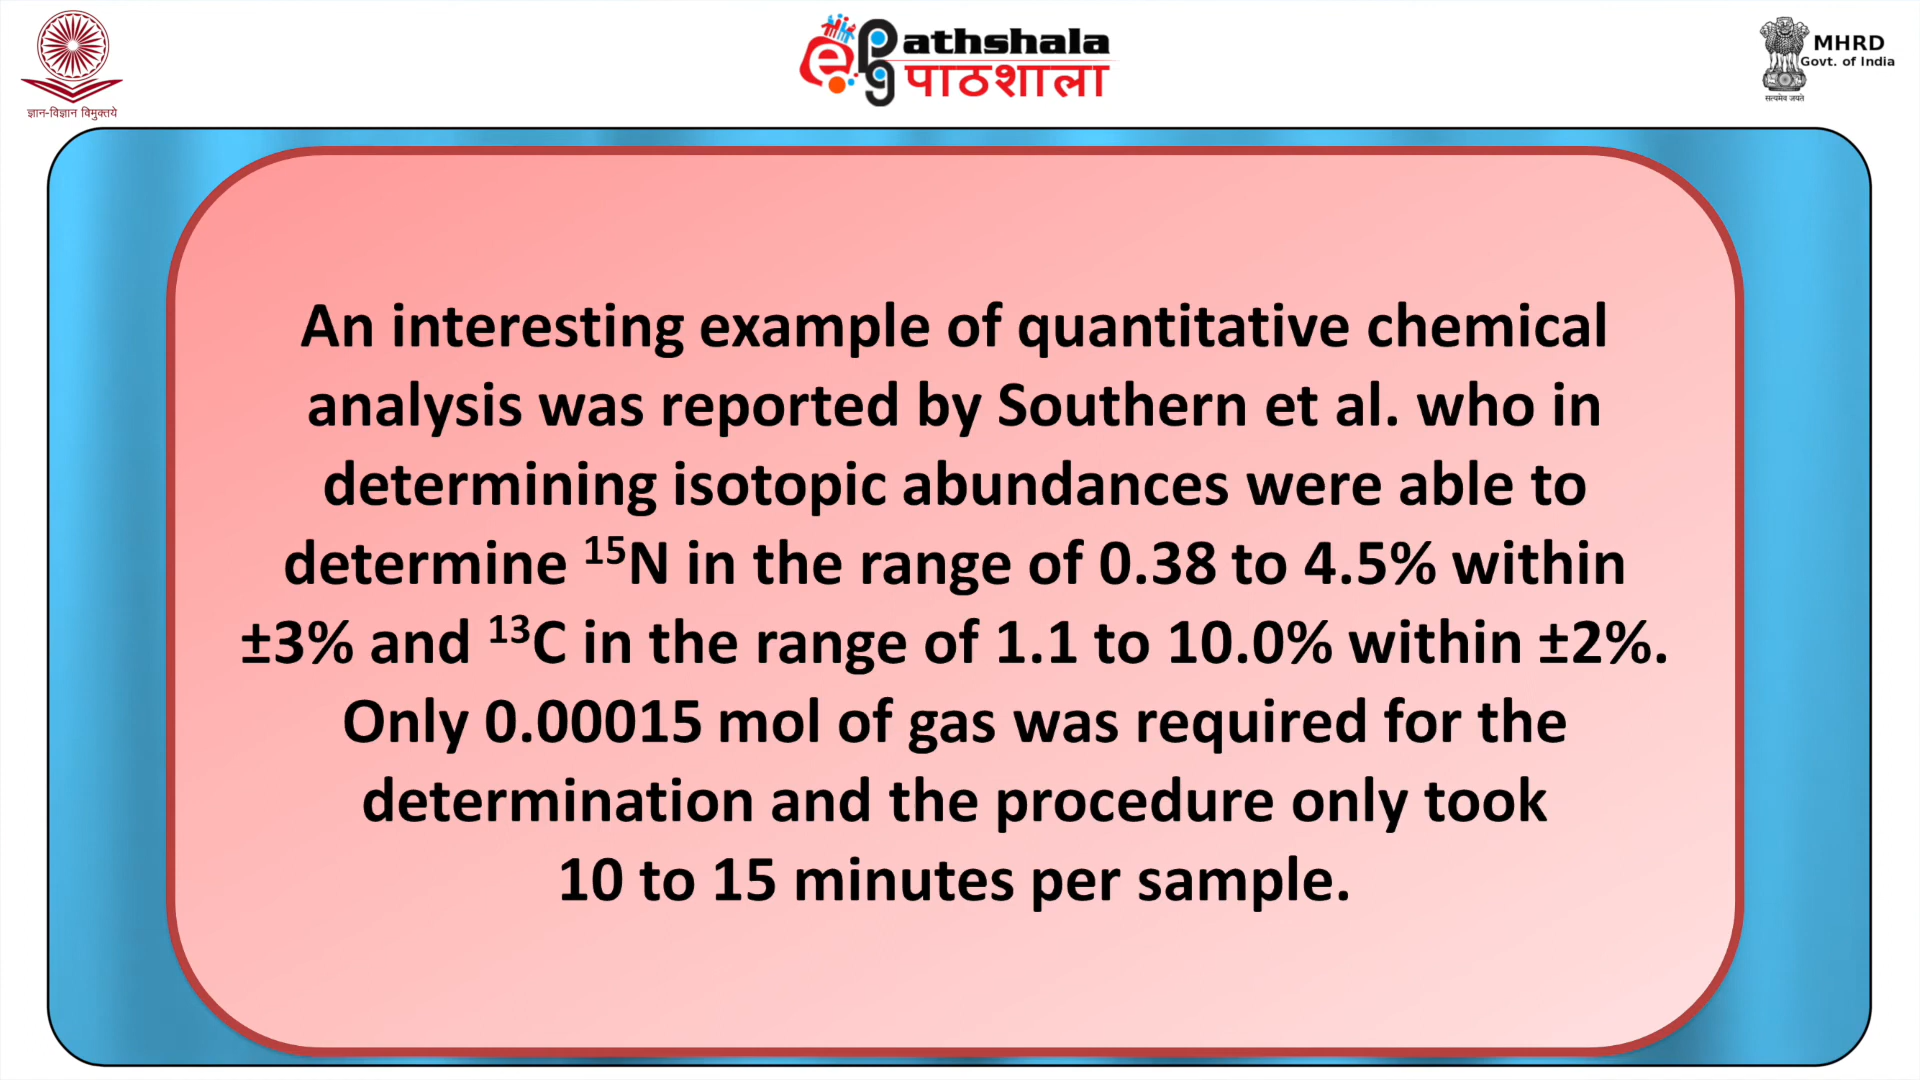 ज्ञान-विज्ञान विमुक्तये
epg athshala
पाठशाला
MHRD
Govt. of India
सत्यमेव जयते
An interesting example of quantitative chemical
analysis was reported by Southern et al. who in
determining isotopic abundances were able to
determine ¹⁵N in the range of 0.38 to 4.5% within
±3% and ¹³C in the range of 1.1 to 10.0% within ±2%.
Only 0.00015 mol of gas was required for the
determination and the procedure only took
10 to 15 minutes per sample.